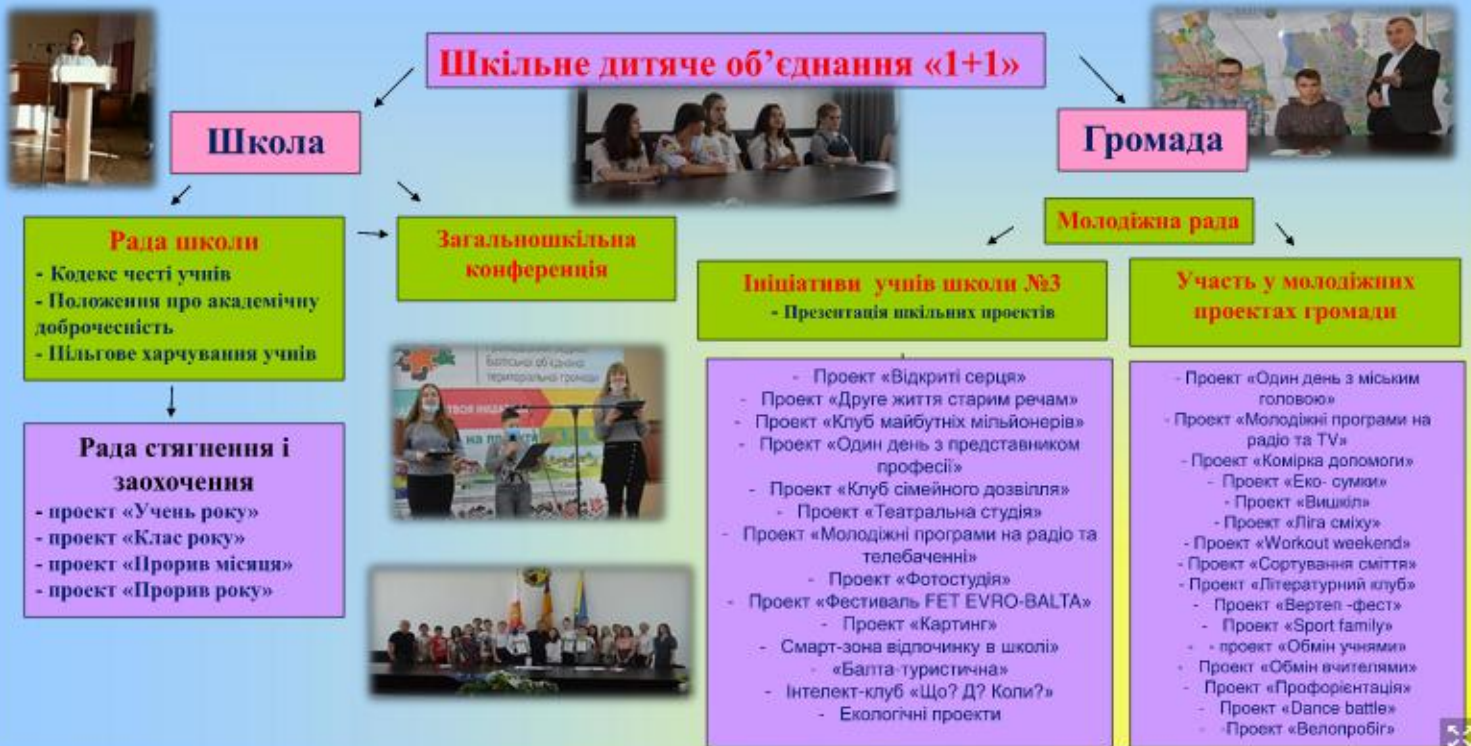 Шкільне дитяче об’єднання «1+1»
Школа
Громада
Рада школи
- Кодекс честі учнів
- Положення про академічну
доброчесність
- Пільгове харчування учнів
Загальношкільна
конференція
Рада стягнення і
заохочення
- проект «Учень року»
- проект «Клас року»
- проект «Прорив місяця»
- проект «Прорив року»
Балтська об'єднана
територіальна громада
ТВОЯ
на
Молодіжна рада
Ініціативи учнів школи №3
- Презентація шкільних проектів
- Проект «Відкриті серця»
- Проект «Друге життя старим речам»
- Проект «Клуб майбутніх мільйонерів»
- Проект «Один день з представником
професії»
- Проект «Клуб сімейного дозвілля»
- Проект «Театральна студія»
- Проект «Молодіжні програми на радіо та
телебаченні»
- Проект «Фотостудія»
- Проект «Фестиваль FET EVRO-BALTA»
- Проект «Картинг»
- Смарт-зона відпочинку в школі»
- «Балта-туристична»
- Інтелект-клуб «Що? Д? Коли?»
- Екологічні проекти
Участь у молодіжних
проектах громади
- Проект «Один день з міським
головою»
- Проект «Молодіжні програми на
радіо та TV»
- Проект «Комірка допомоги»
- Проект «Еко- сумки»
- Проект «Вишкіл»
- Проект «Ліга сміху»
- Проект «Workout weekend»
- Проект «Сортування сміття»
- Проект «Літературний клуб»
- Проект «Вертеп -фест»
- Проект «Sport family»
- - проект «Обмін учнями»
- Проект «Обмін вчителями»
- Проект «Профорієнтація»
- Проект «Dance battle»
- -Проект «Велопробіг»